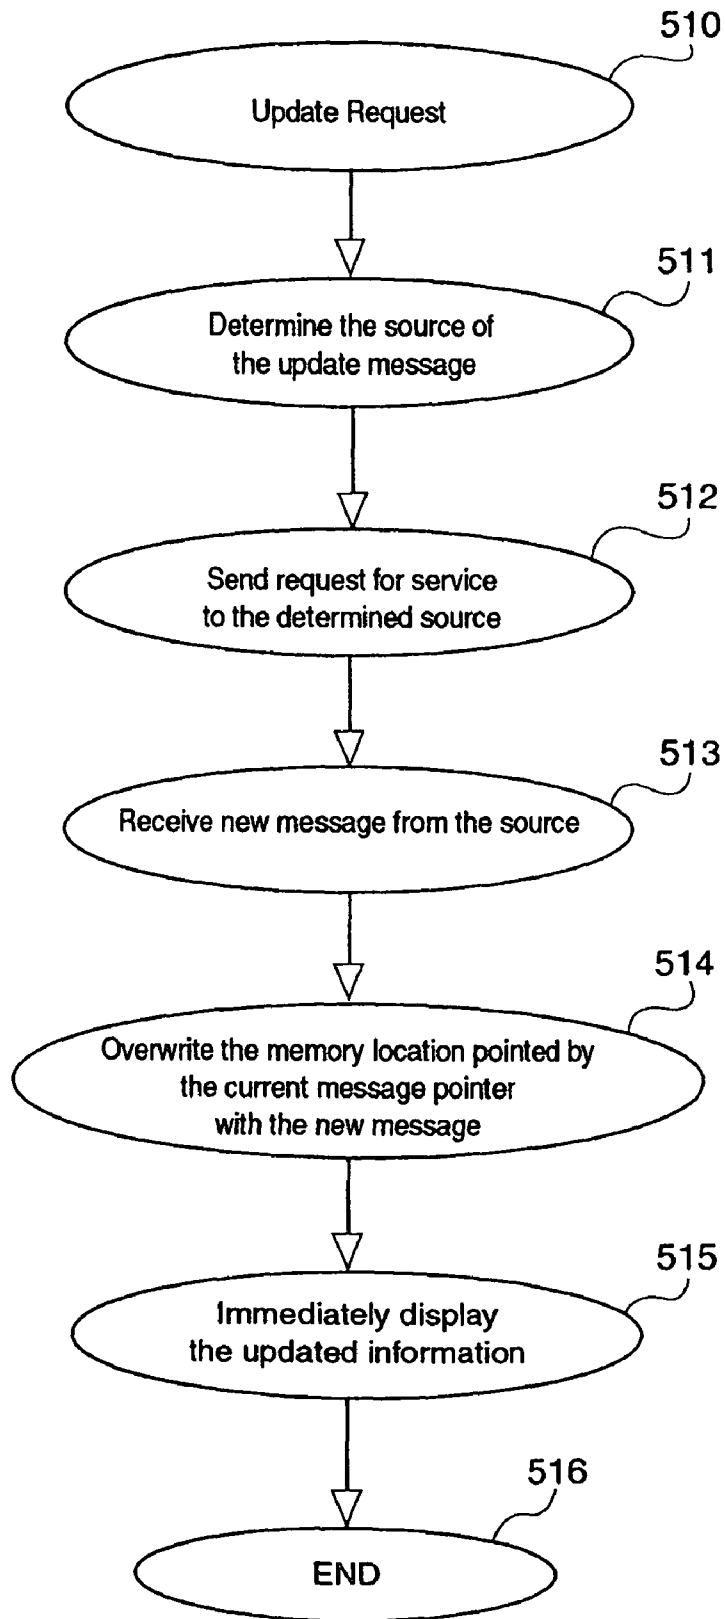 510
Update Request
511
Determine the source of
the update message
512
Send request for service
to the determined source
513
Receive new message from the source
514
Overwrite the memory location pointed by
the current message pointer
with the new message
515
Immediately display
the updated information
516
END